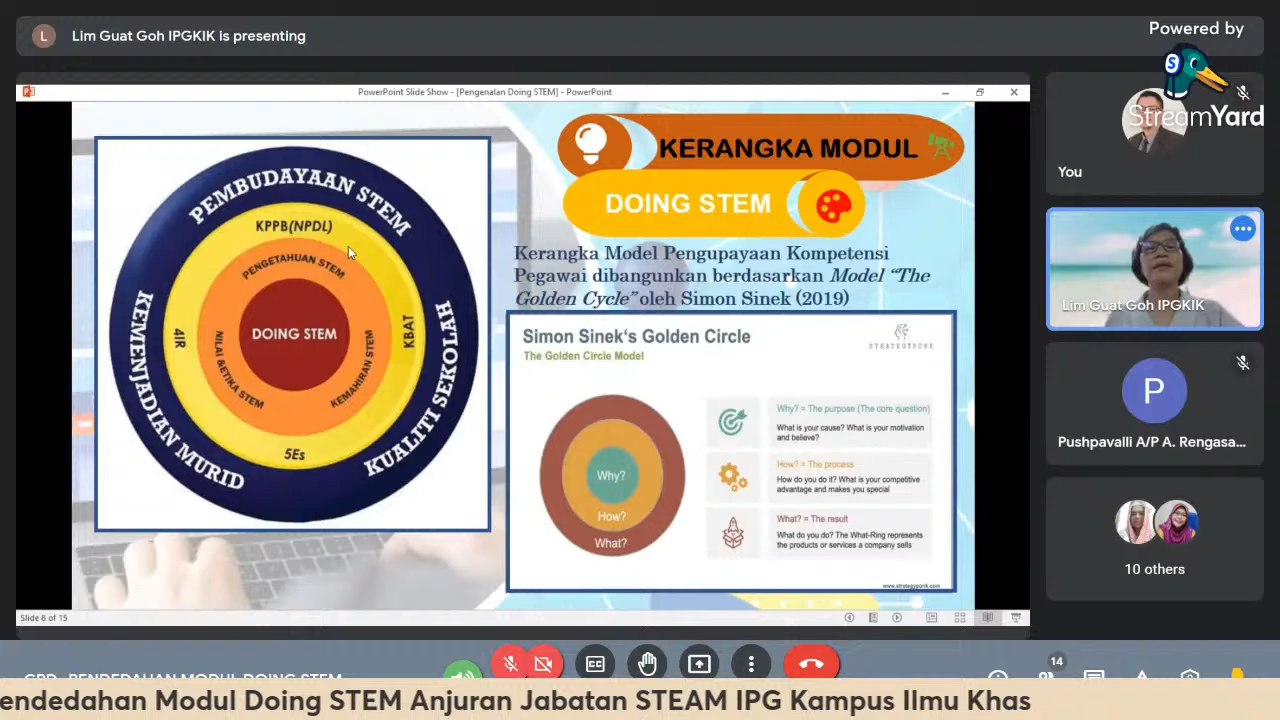 L
Lim Guat Goh IPGKIK is presenting
Powered by
StreamYard
PowerPoint Slide Show - [Pengenalan Doing STEM] - PowerPoint
KERANGKA MODUL
DOING STEM
PEMBUDAYAAN STEM
KPPB(NPDL)
PENGETAHUAN STEM
DOING STEM
4IR
KBAT
NILAI &ETIKA STEM
KEMAHIRAN STEM
5Es
KEMENJADIAN MURID
KUALITI SEKOLAH
Kerangka Model Pengupayaan Kompetensi
Pegawai dibangunkan berdasarkan Model “The
Golden Cycle” oleh Simon Sinek (2019)
Simon Sinek‘s Golden Circle
The Golden Circle Model
STRATEGYPUNK
Why?
How?
What?
Why? = The purpose (The core question)
What is your cause? What is your motivation
and believe?
How? = The process
How do you do it? What is your competitive
advantage and makes you special
What? = The result
What do you do? The What-Ring represents
the products or services a company sells
www.strategypunk.com
Slide 8 of 15
You
Lim Guat Goh IPGKIK
P
Pushpavalli A/P A. Rengasa...
10 others
14
endedahan Modul Doing STEM Anjuran Jabatan STEAM IPG Kampus Ilmu Khas